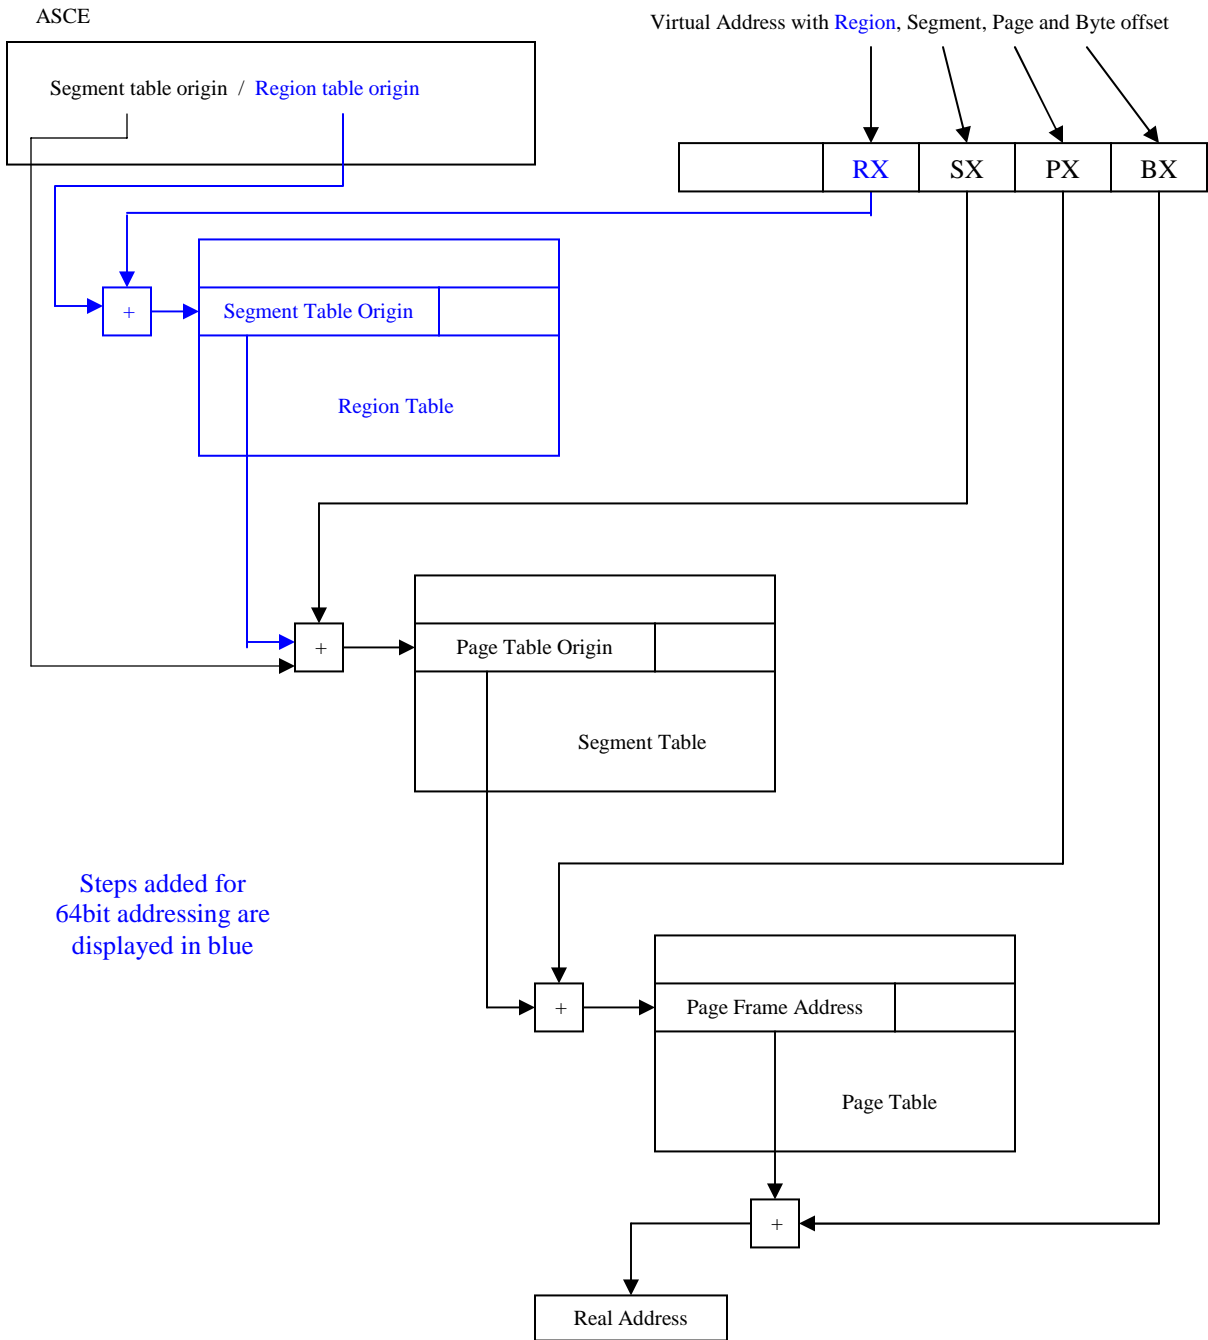 ASCE
Virtual Address with Region, Segment, Page and Byte offset
Segment table origin / Region table origin
RX SX PX BX
+
Segment Table Origin
Region Table
+
Page Table Origin
Segment Table
Steps added for
64bit addressing are
displayed in blue
+
Page Frame Address
Page Table
+
Real Address